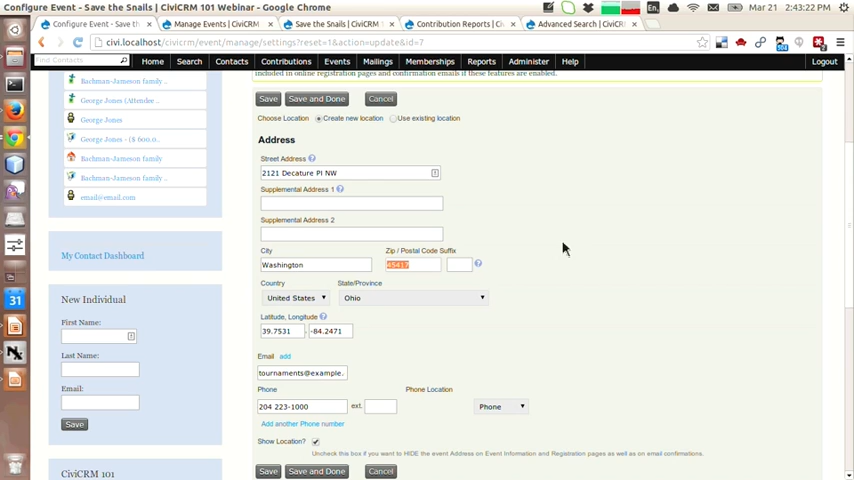 Configure Event - Save the Snails | CiviCRM 101 Webinar - Google Chrome
Mar 21 2:43:22 PM
Configure Event - Save th
Manage Events | CiviCRM
Save the Snails | CiviCRM 1
Contribution Reports | Civ
Advanced Search | CiviCRM
civi.localhost/civicrm/event/manage/settings?reset=1&action=update&id=7
Find Contacts
Home
Search
Contacts
Contributions
Events
Mailings
Memberships
Reports
Administer
Help
Logout
included in online registration pages and confirmation emails if these features are enabled.
Bachman-Jameson family ..
George Jones (Attendee ..
George Jones
George Jones - ($ 600.0..
Bachman-Jameson family
Bachman-Jameson family ..
email@email.com
My Contact Dashboard
New Individual
First Name:
Last Name:
Email:
Save
CiviCRM 101
Save
Save and Done
Cancel
Choose Location
Create new location
Use existing location
Address
Street Address
2121 Decature Pl NW
Supplemental Address 1
Supplemental Address 2
City
Zip / Postal Code Suffix
Washington
45417
Country
State/Province
United States
Ohio
Latitude, Longitude
39.7531 , -84.2471
Email add
tournaments@example.
Phone
Phone Location
204 223-1000
ext.
Phone
Add another Phone number
Show Location?
Uncheck this box if you want to HIDE the event Address on Event Information and Registration pages as well as on email confirmations.
Save
Save and Done
Cancel